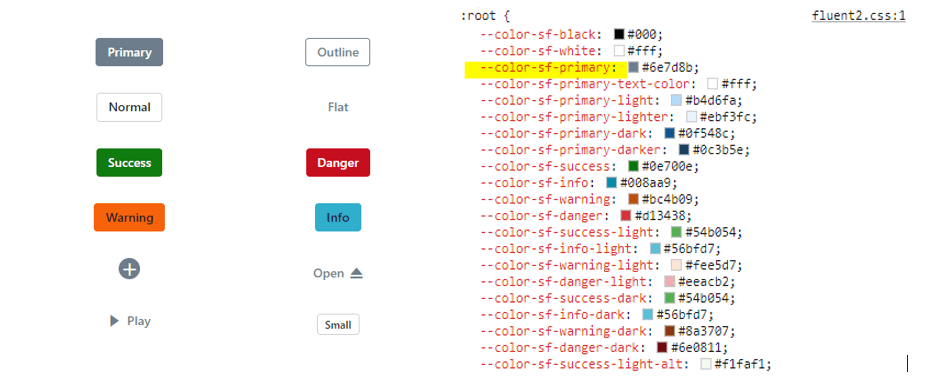 Primary
Outline
Normal
Flat
Success
Danger
Warning
Info
Open
Play
Small
:root {
fluent2.css:1
--color-sf-black: #000;
--color-sf-white: #fff;
--color-sf-primary: #6e7d8b;
--color-sf-primary-text-color: #fff;
--color-sf-primary-light: #b4d6fa;
--color-sf-primary-lighter: #ebf3fc;
--color-sf-primary-dark: #0f548c;
--color-sf-primary-darker: #0c3b5e;
--color-sf-success: #0e700e;
--color-sf-info: #008aa9;
--color-sf-warning: #bc4b09;
--color-sf-danger: #d13438;
--color-sf-success-light: #54b054;
--color-sf-info-light: #56bfd7;
--color-sf-warning-light: #fee5d7;
--color-sf-danger-light: #eeacb2;
--color-sf-success-dark: #54b054;
--color-sf-info-dark: #56bfd7;
--color-sf-warning-dark: #8a3707;
--color-sf-danger-dark: #6e0811;
--color-sf-success-light-alt: #f1faf1;